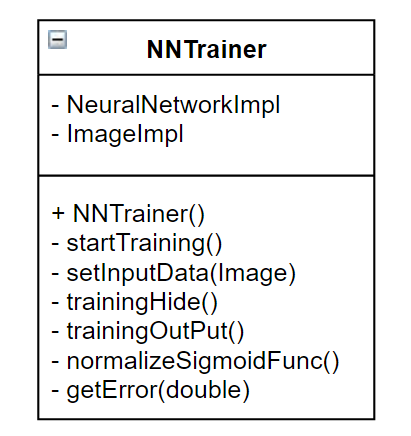 NNTrainer
- NeuralNetworkImpl
- ImageImpl
+ NNTrainer()
- startTraining()
- setInputData(Image)
- trainingHide()
- trainingOutPut()
- normalizeSigmoidFunc()
- getError(double)